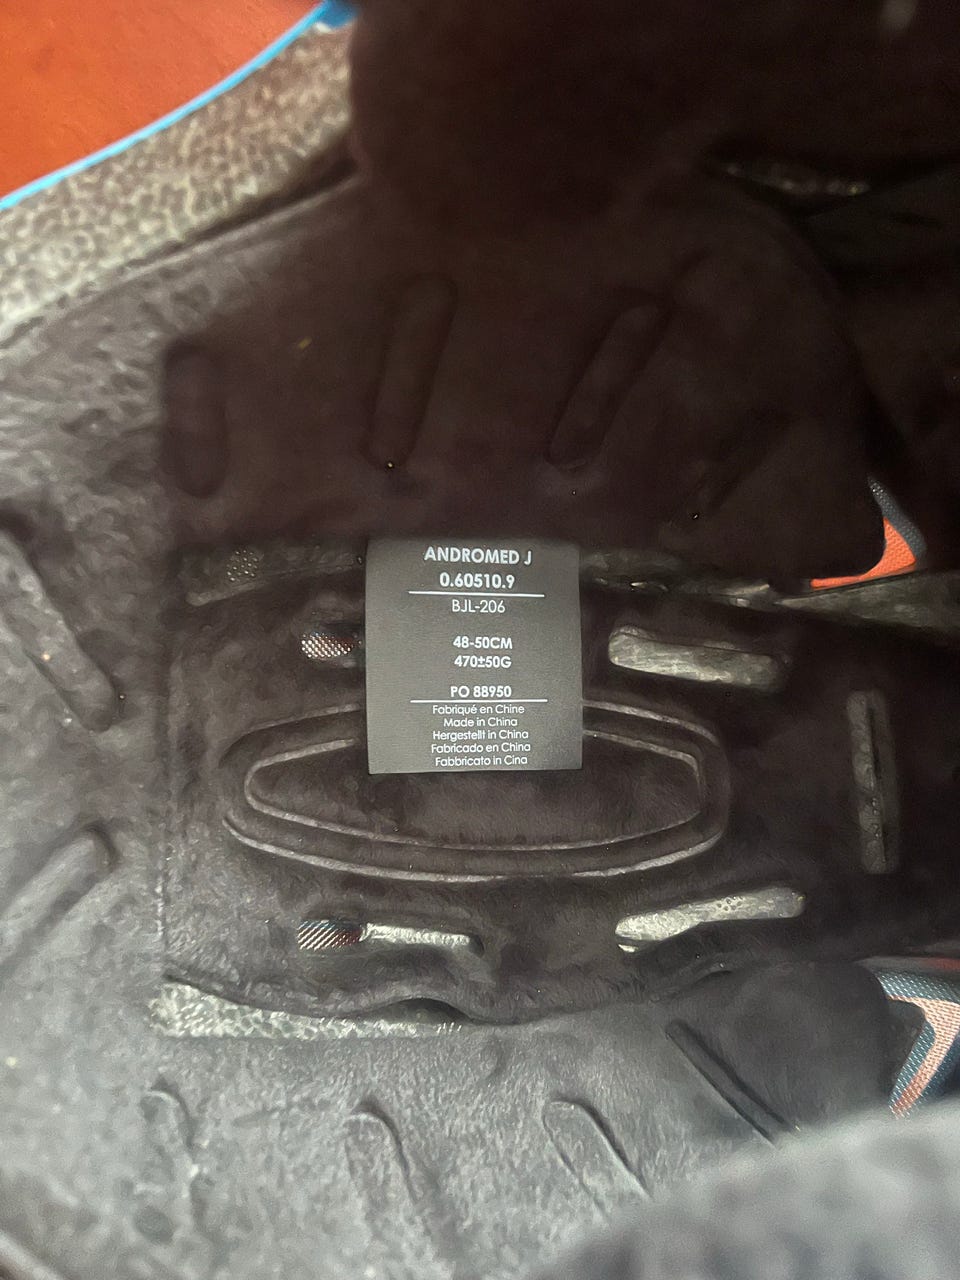 ANDROMED J
0.60510.9
BJL-206
48-50CM
470±50G
PO 88950
Fabriqué en Chine
Made in China
Hergestellt in China
Fabricado en China
Fabbricato in Cina